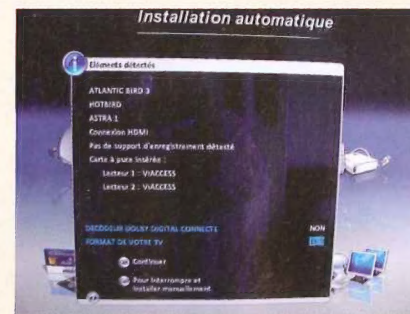 Installation automatique
Eléments détectés
ATLANTIC BIRD 3
HOTBIRD
ASTRA 1
Connexion HDMI
Pas de support d'enregistrement détecté
Carte à puce insérée :
Lecteur 1 : VIACCESS
Lecteur 2 : VIACCESS
DECODEUR DOLBY DIGITAL CONNECTE NON
FORMAT DE VOTRE TV
Continuer
Pour interrompre et
installer manuellement